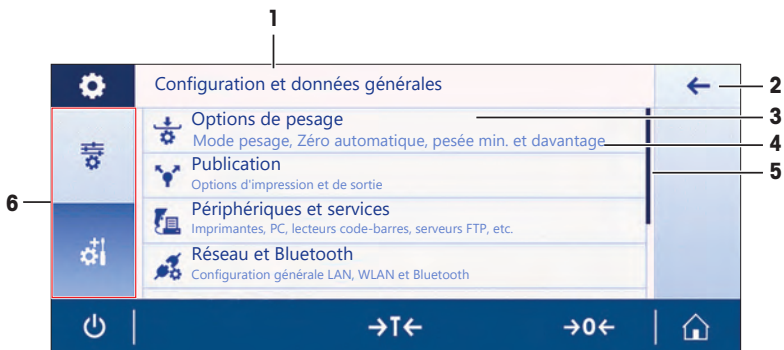 1
Configuration et données générales
2
Options de pesage
3
Mode pesage, Zéro automatique, pesée min. et davantage
4
Publication
5
Options d'impression et de sortie
Périphériques et services
6
Imprimantes, PC, lecteurs code-barres, serveurs FTP, etc.
Réseau et Bluetooth
Configuration générale LAN, WLAN et Bluetooth
→T←
→0←